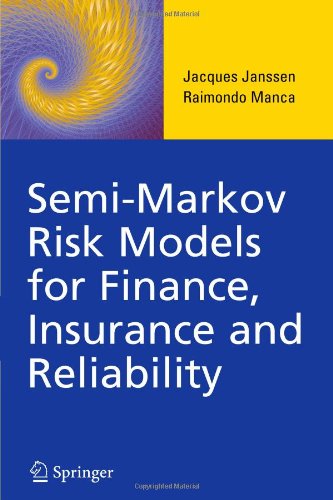 Jacques Janssen
Raimondo Manca
Semi-Markov
Risk Models
for Finance,
Insurance and
Reliability
Springer